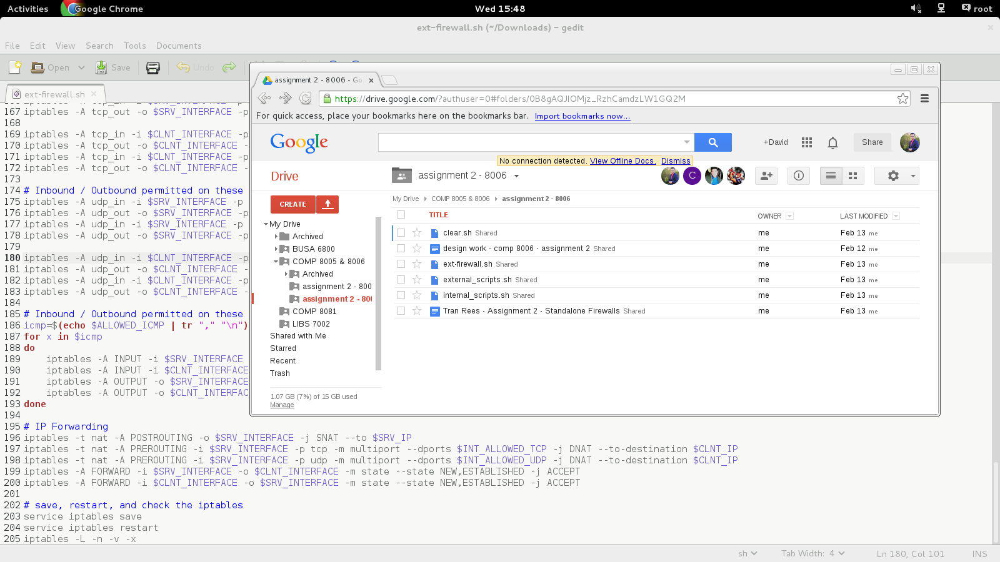 Activities
Google Chrome
Wed 15:48
root
ext-firewall.sh (~/Downloads) - gedit
File Edit View Search Tools Documents
Open Save Undo
ext-firewall.sh
167 iptables -A tcp_out -o $SRV_INTERFACE -p
168
169 iptables -A tcp_in -i $CLNT_INTERFACE -p
170 iptables -A tcp_out -o $CLNT_INTERFACE -
171 iptables -A tcp_in -i $CLNT_INTERFACE -p
172 iptables -A tcp_out -o $CLNT_INTERFACE -
173
174 # Inbound / Outbound permitted on these
175 iptables -A udp_in -i $SRV_INTERFACE -p
176 iptables -A udp_out -o $SRV_INTERFACE -p
177 iptables -A udp_in -i $SRV_INTERFACE -p
178 iptables -A udp_out -o $SRV_INTERFACE -p
179
180 iptables -A udp_in -i $CLNT_INTERFACE -p
181 iptables -A udp_out -o $CLNT_INTERFACE -
182 iptables -A udp_in -i $CLNT_INTERFACE -p
183 iptables -A udp_out -o $CLNT_INTERFACE -
184
185 # Inbound / Outbound permitted on these
186 icmp=$(echo $ALLOWED_ICMP | tr "," "\n")
187 for x in $icmp
188 do
189 iptables -A INPUT -i $SRV_INTERFACE
190 iptables -A INPUT -i $CLNT_INTERFACE
191 iptables -A OUTPUT -o $SRV_INTERFACE
192 iptables -A OUTPUT -o $CLNT_INTERFAC
193 done
194
195 # IP Forwarding
196 iptables -t nat -A POSTROUTING -o $SRV_INTERFACE -j SNAT --to $SRV_IP
197 iptables -t nat -A PREROUTING -i $SRV_INTERFACE -p tcp -m multiport --dports $INT_ALLOWED_TCP -j DNAT --to-destination $CLNT_IP
198 iptables -t nat -A PREROUTING -i $SRV_INTERFACE -p udp -m multiport --dports $INT_ALLOWED_UDP -j DNAT --to-destination $CLNT_IP
199 iptables -A FORWARD -i $SRV_INTERFACE -o $CLNT_INTERFACE -m state --state NEW,ESTABLISHED -j ACCEPT
200 iptables -A FORWARD -i $CLNT_INTERFACE -o $SRV_INTERFACE -m state --state NEW,ESTABLISHED -j ACCEPT
201
202 # save, restart, and check the iptables
203 service iptables save
204 service iptables restart
205 iptables -L -n -v -x
sh Tab Width: 4 Ln 180, Col 101 INS
assignment 2 - 8006 - Go
https://drive.google.com/?authuser=0#folders/0B8gAQJIOMjz_RzhCamdzLW1GQ2M
For quick access, place your bookmarks here on the bookmarks bar. Import bookmarks now...
Google
+David
Share
No connection detected. View Offline Docs. Dismiss
Drive
assignment 2 - 8006
C
CREATE
My Drive
Archived
BUSA 6800
COMP 8005 & 8006
Archived
assignment 2 - 800
assignment 2 - 80
COMP 8081
LIBS 7002
Shared with Me
Starred
Recent
Trash
1.07 GB (7%) of 15 GB used
Manage
My Drive COMP 8005 & 8006 assignment 2 - 8006
TITLE OWNER LAST MODIFIED
clear.sh Shared me Feb 13 me
design work - comp 8006 - assignment 2 Shared me Feb 12 me
ext-firewall.sh Shared me Feb 13 me
external_scripts.sh Shared me Feb 13 me
internal_scripts.sh Shared me Feb 13 me
Tran Rees - Assignment 2 - Standalone Firewalls Shared me Feb 13 me